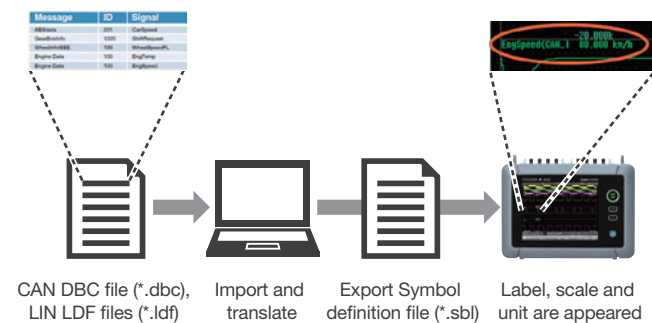 Message ID Signal
ABSdata 201 CarSpeed
GearBoxInfo 1020 ShiftRequest
WheelInfoIEEE 199 WheelSpeedFL
Engine Data 100 EngTemp
Engine Data 100 EngSpeed
-20.000k
EngSpeed(CAN_) 80.000 km/h
CAN DBC file (*.dbc),
LIN LDF files (*.ldf)
Import and
translate
Export Symbol
definition file (*.sbl)
Label, scale and
unit are appeared